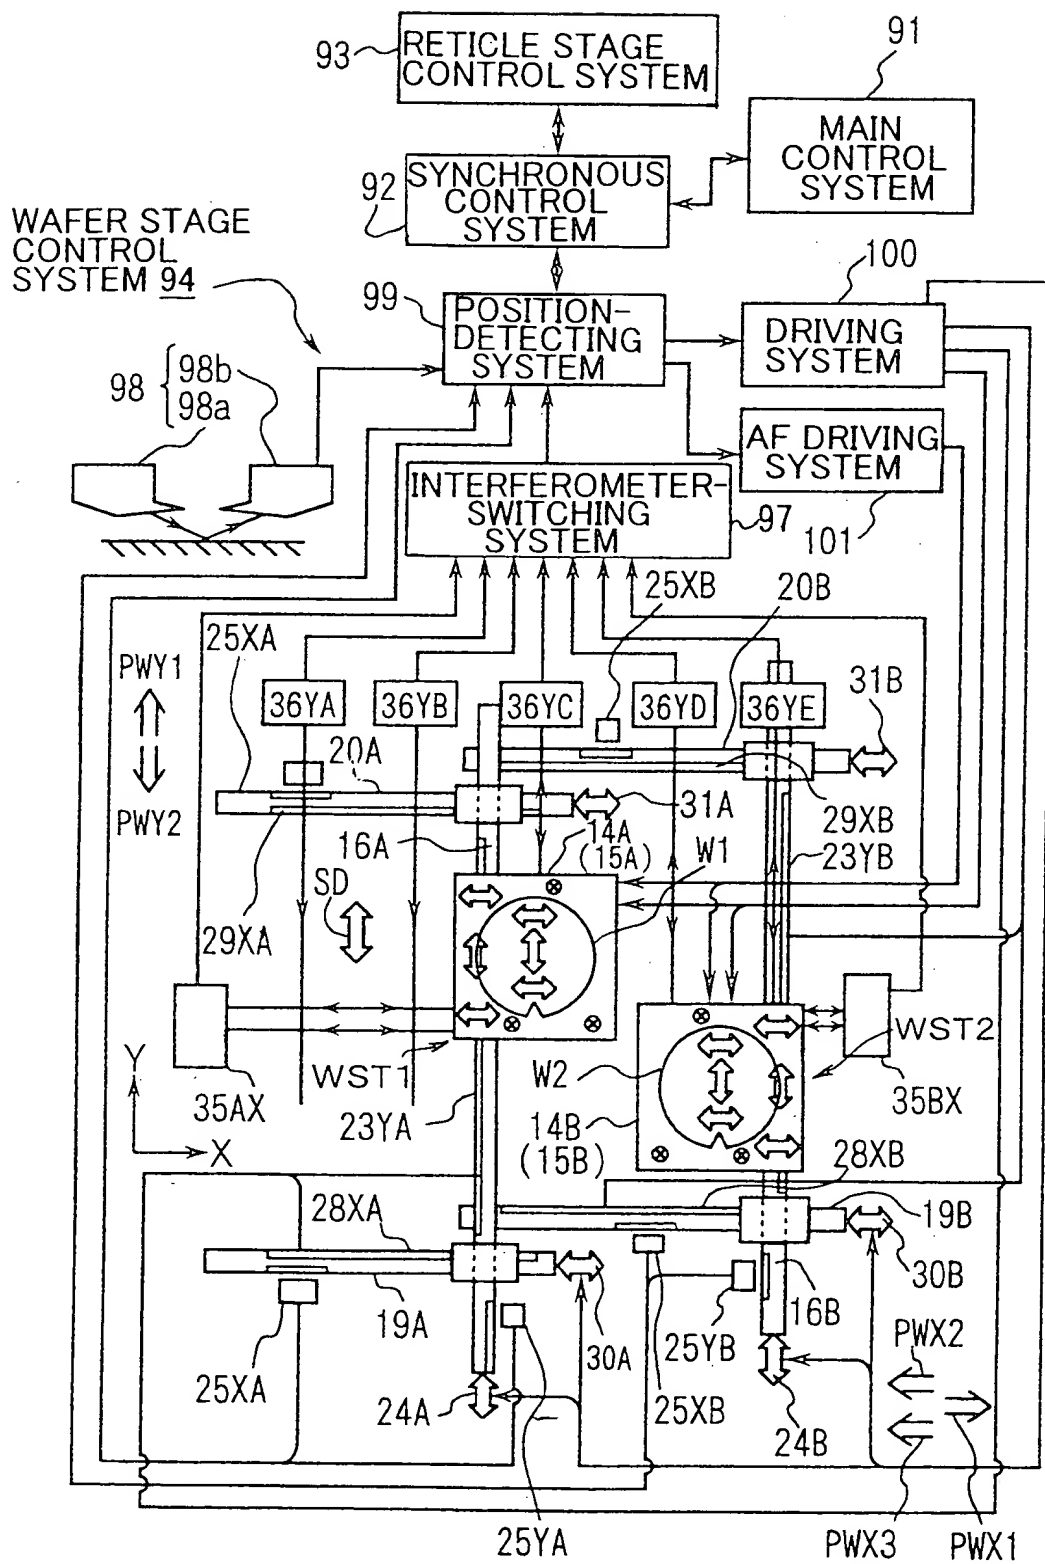 93
RETICLE STAGE
CONTROL SYSTEM
91
MAIN
CONTROL
SYSTEM
92
SYNCHRONOUS
CONTROL
SYSTEM
WAFER STAGE
CONTROL
SYSTEM 94
99
POSITION-
DETECTING
SYSTEM
100
DRIVING
SYSTEM
98
98b
98a
AF DRIVING
SYSTEM
101
INTERFEROMETER-
SWITCHING
SYSTEM
97
25XA
25XB
20B
PWY1
PWY2
36YA
36YB
36YC
36YD
36YE
31B
20A
31A
29XB
23YB
16A
14A
(15A)
W1
SD
29XA
WST1
WST2
W2
35AX
35BX
Y
X
23YA
14B
(15B)
28XB
28XA
19B
30B
19A
30A
16B
25YB
25XA
24A
25XB
24B
PWX2
25YA
PWX3
PWX1